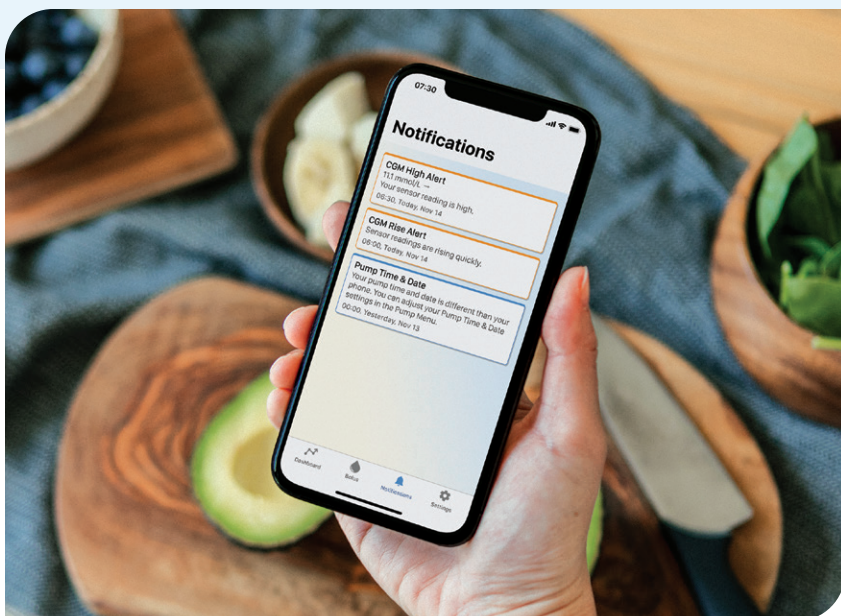 07:30
Notifications
CGM High Alert
11.1 mmol/L →
Your sensor reading is high.
06:30, Today, Nov 14
CGM Rise Alert
Sensor readings are rising quickly.
06:00, Today, Nov 14
Pump Time & Date
Your pump time and date is different than your
phone. You can adjust your Pump Time & Date
settings in the Pump Menu.
00:00, Yesterday, Nov 13
Dashboard
Bolus
Notifications
Settings